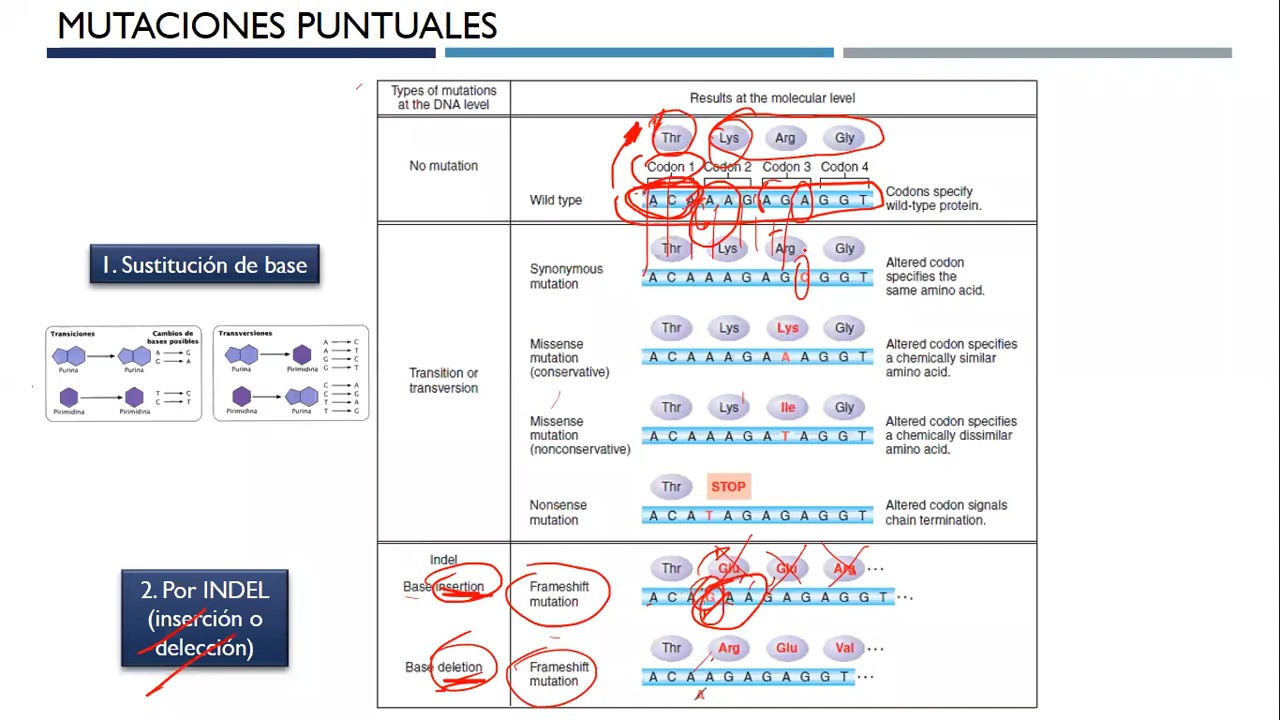 MUTACIONES PUNTUALES
Types of mutations
at the DNA level
Results at the molecular level
No mutation
Thr Lys Arg Gly
Codon 1 Codon 2 Codon 3 Codon 4
Wild type
A C A A A G A G A G G T
Codons specify
wild-type protein.
1. Sustitución de base
Transiciones
Cambios de
bases posibles
Purina
Purina
A → G
G → A
Pirimidina
Pirimidina
T → C
C → T
Transversiones
Purina
Pirimidina
A → C
A → T
G → C
G → T
Pirimidina
Purina
C → A
C → G
T → A
T → G
Transition or
transversion
Synonymous
mutation
Thr Lys Arg Gly
A C A A A G A G C G G T
Altered codon
specifies the
same amino acid.
Missense
mutation
(conservative)
Thr Lys Lys Gly
A C A A A G A A A G G T
Altered codon specifies
a chemically similar
amino acid.
Missense
mutation
(nonconservative)
Thr Lys Ile Gly
A C A A A G A T A G G T
Altered codon specifies
a chemically dissimilar
amino acid.
Nonsense
mutation
Thr STOP
A C A T A G A G A G G T
Altered codon signals
chain termination.
2. Por INDEL
(inserción o
delección)
Indel
Base insertion
Frameshift
mutation
Thr Glu Glu Arg ···
A C A G A A G A G A G G T ···
Base deletion
Frameshift
mutation
Thr Arg Glu Val ···
A C A A G A G A G G T ···
A